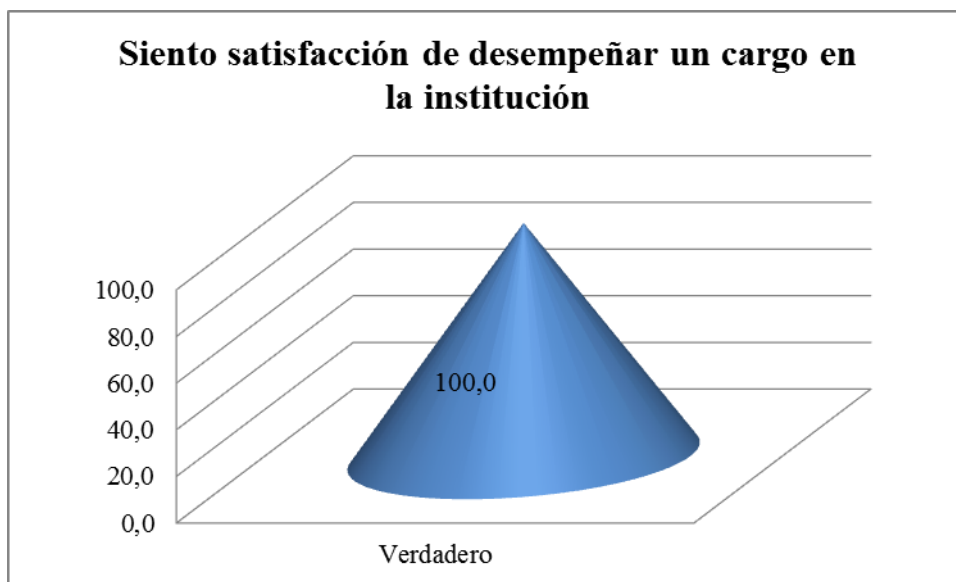 Siento satisfacción de desempeñar un cargo en
la institución
100,0
80,0
60,0
40,0
20,0
0,0
100,0
Verdadero